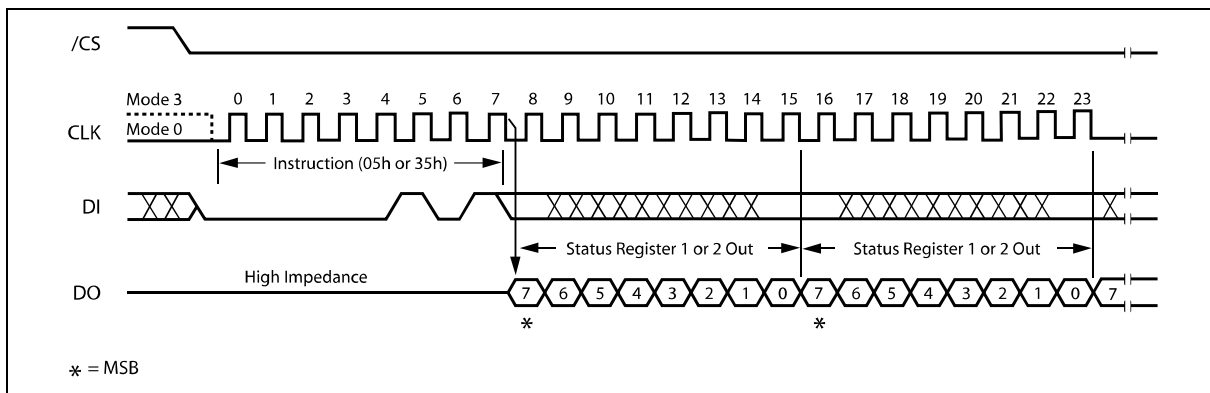 /CS
Mode 3
0 1 2 3 4 5 6 7 8 9 10 11 12 13 14 15 16 17 18 19 20 21 22 23
CLK
Mode 0
Instruction (05h or 35h)
DI
Status Register 1 or 2 Out
Status Register 1 or 2 Out
High Impedance
DO
7 6 5 4 3 2 1 0 7 6 5 4 3 2 1 0 7
* *
* = MSB